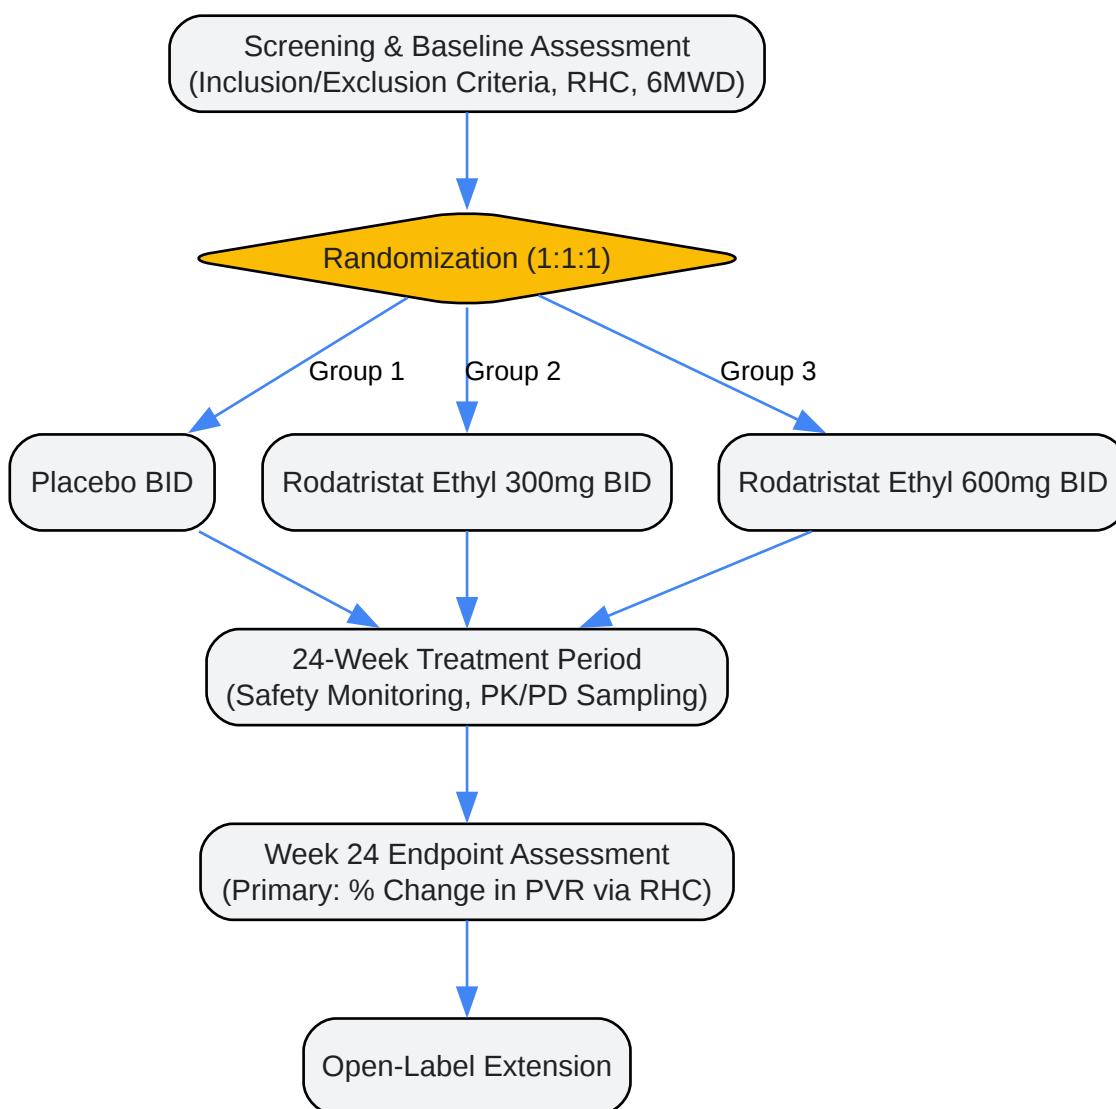 Screening & Baseline Assessment
(Inclusion/Exclusion Criteria, RHC, 6MWD)
Randomization (1:1:1)
Group 1
Group 2
Group 3
Placebo BID
Rodatristat Ethyl 300mg BID
Rodatristat Ethyl 600mg BID
24-Week Treatment Period
(Safety Monitoring, PK/PD Sampling)
Week 24 Endpoint Assessment
(Primary: % Change in PVR via RHC)
Open-Label Extension